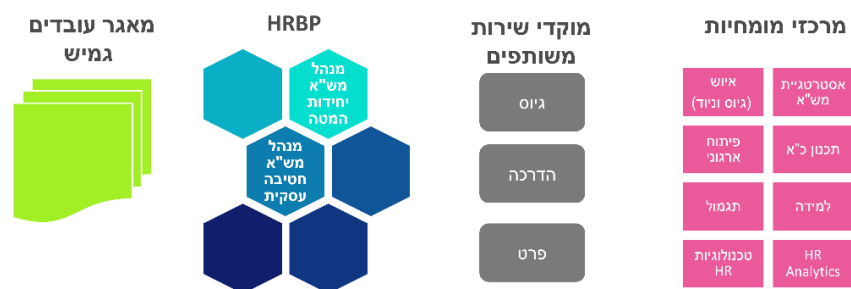 מרכזי מומחיות
אסטרטגיית
מש"א
איוש
(גיוס וניוד)
תכנון כ"א
פיתוח
ארגוני
למידה
תגמול
HR
Analytics
טכנולוגיות
HR
מוקדי שירות
משותפים
גיוס
הדרכה
פרט
HRBP
מנהל
מש"א
יחידות
המטה
מנהל
מש"א
חטיבה
עסקית
מאגר עובדים
גמיש